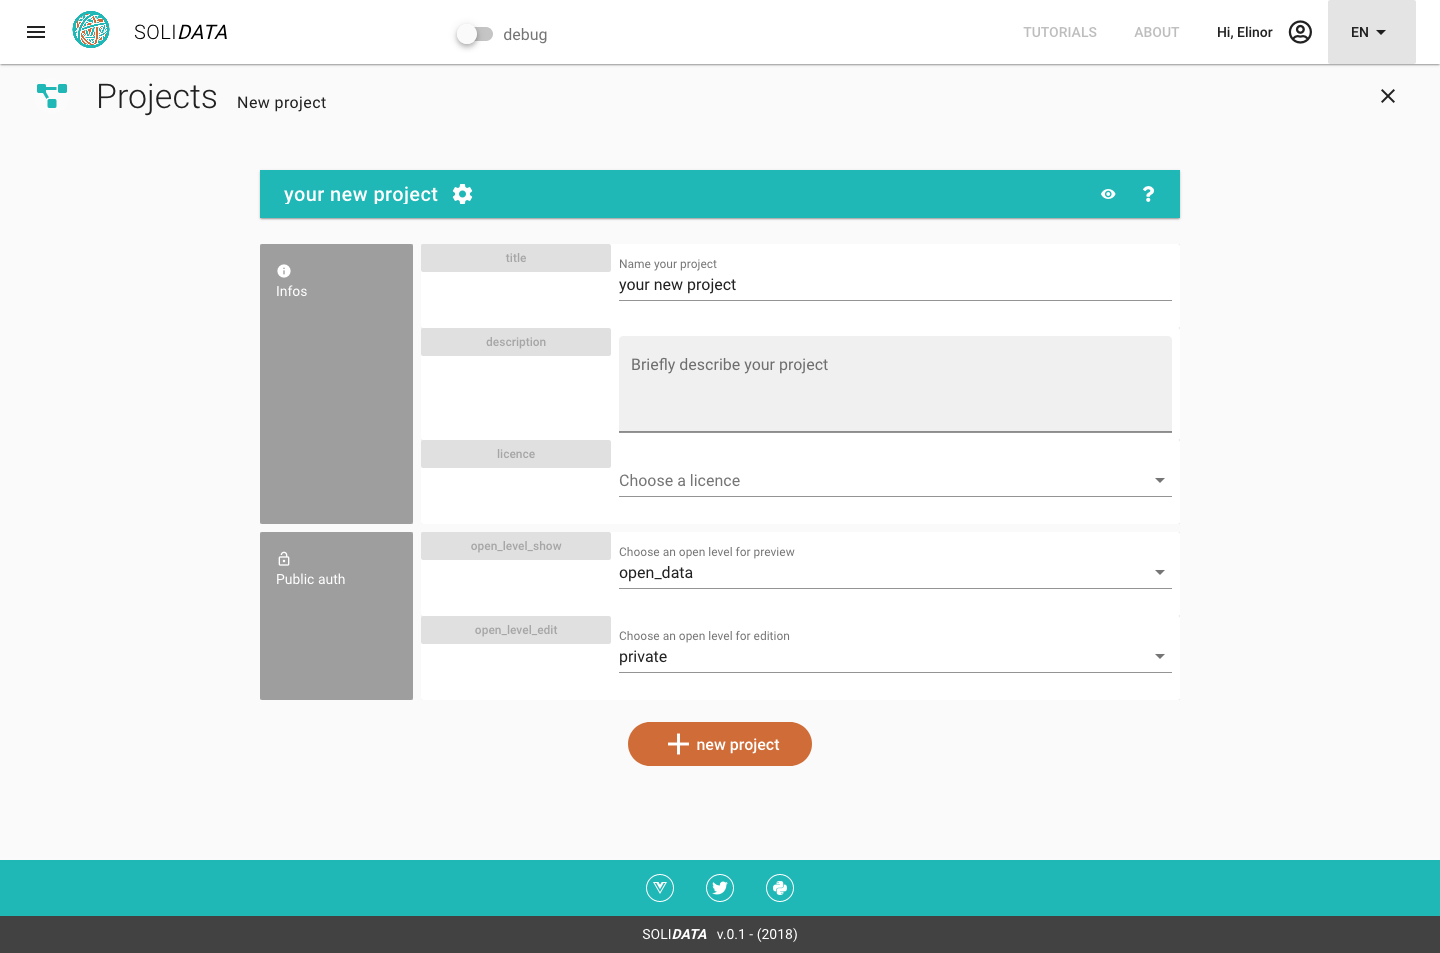 SOLIDATA
debug
TUTORIALS
ABOUT
Hi, Elinor
EN
Projects New project
your new project
?
Infos
title
Name your project
your new project
description
Briefly describe your project
licence
Choose a licence
Public auth
open_level_show
Choose an open level for preview
open_data
open_level_edit
Choose an open level for edition
private
new project
SOLIDATA v.0.1 - (2018)